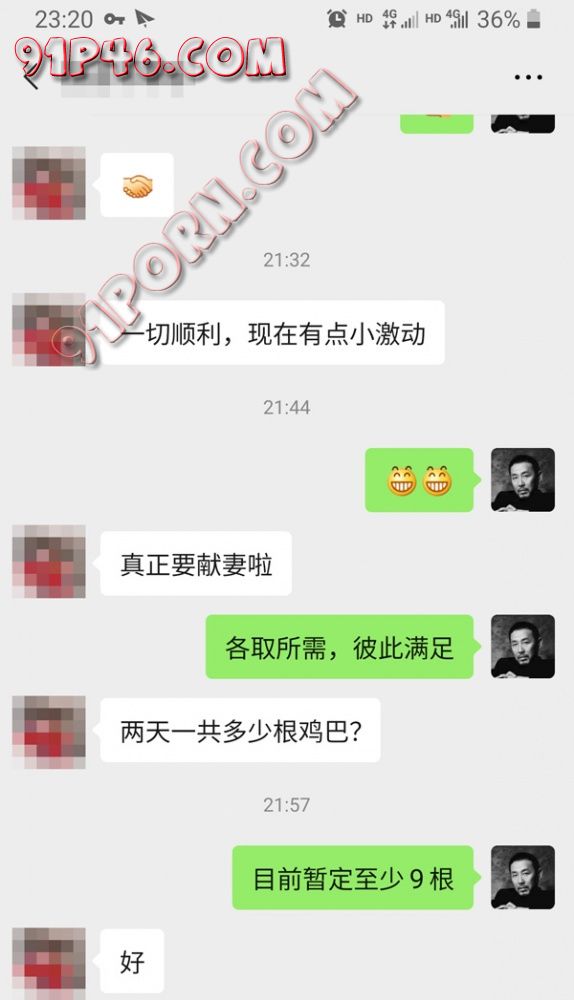 23:20
HD
4G
HD
4G
36%
91P46.COM
91PORN.COM
21:32
一切顺利，现在有点小激动
21:44
真正要献妻啦
各取所需，彼此满足
两天一共多少根鸡巴？
21:57
目前暂定至少9根
好